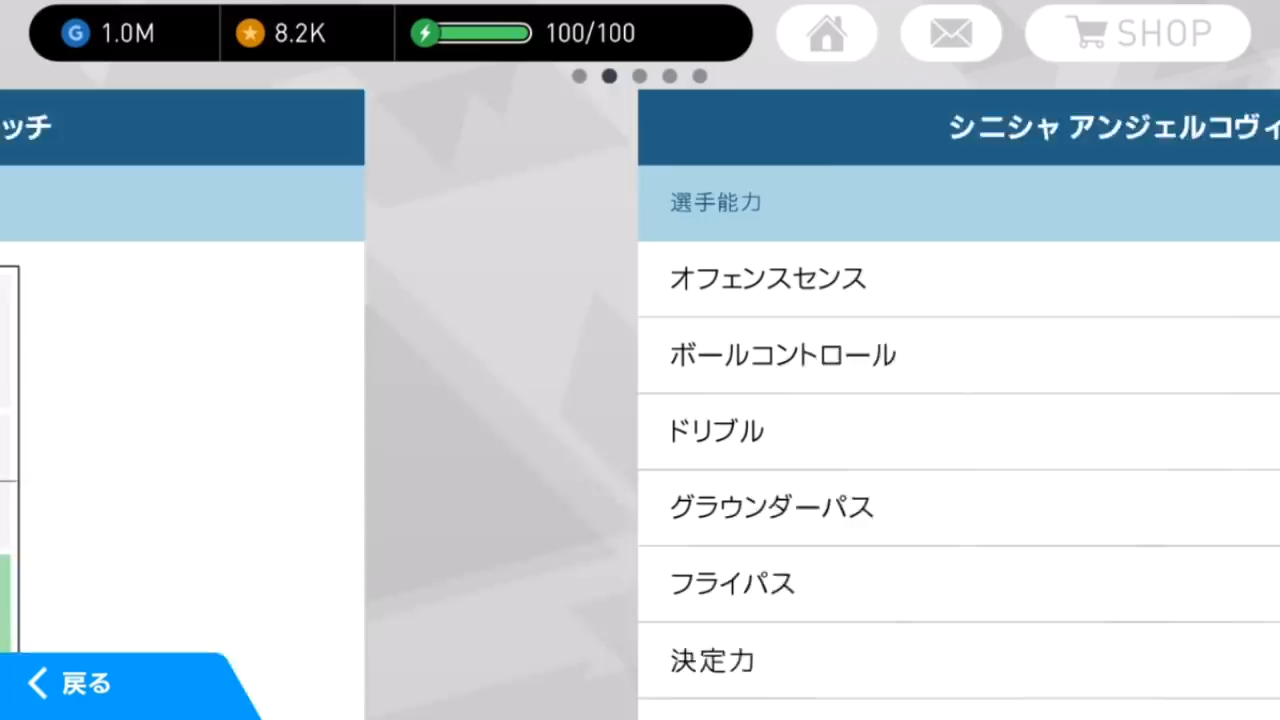 G 1.0M 8.2K 100/100 SHOP
ッチ
シニシャ アンジェルコヴィ
選手能力
オフェンスセンス
ボールコントロール
ドリブル
グラウンダーパス
フライパス
決定力
戻る